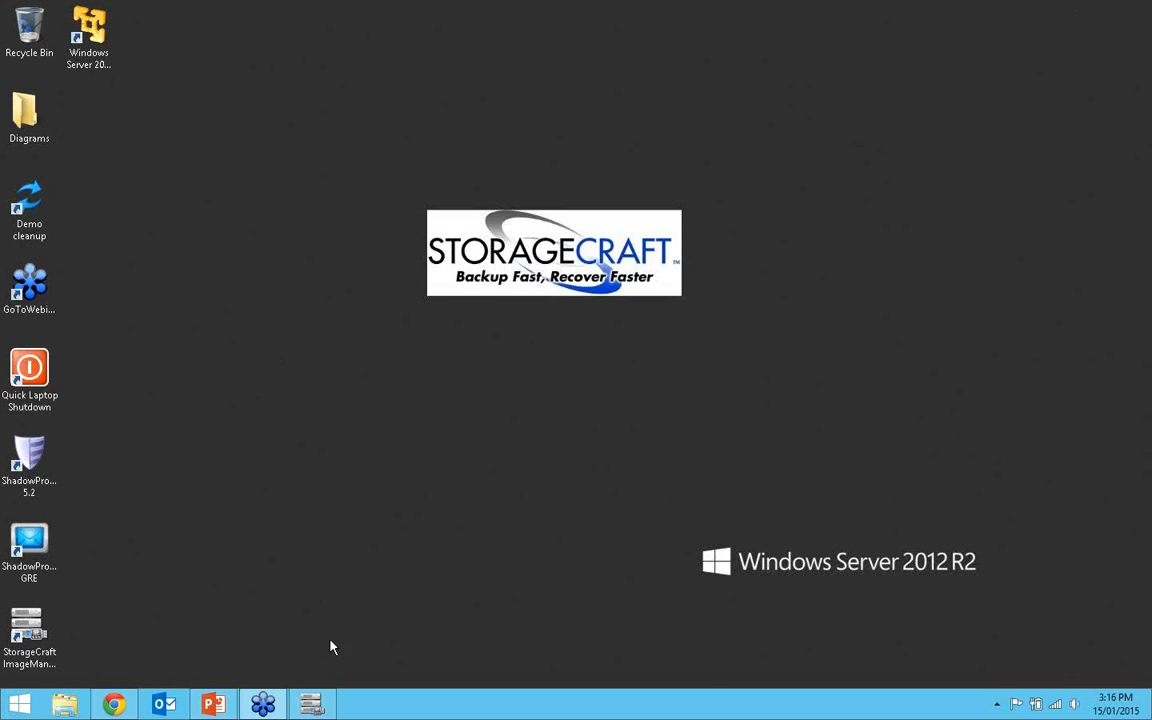 Recycle Bin
Windows
Server 20...
Diagrams
Demo
cleanup
GoToWebi...
Quick Laptop
Shutdown
ShadowPro...
5.2
ShadowPro...
GRE
StorageCraft
ImageMan...
STORAGECRAFT™
Backup Fast, Recover Faster
Windows Server 2012 R2
3:16 PM
15/01/2015